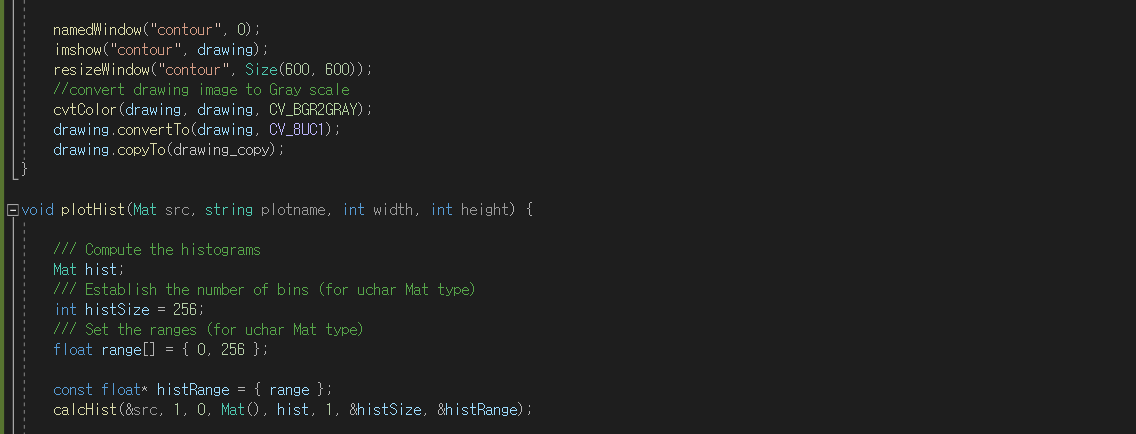 namedWindow("contour", 0);
imshow("contour", drawing);
resizeWindow("contour", Size(600, 600));
//convert drawing image to Gray scale
cvtColor(drawing, drawing, CV_BGR2GRAY);
drawing.convertTo(drawing, CV_8UC1);
drawing.copyTo(drawing_copy);
}
void plotHist(Mat src, string plotname, int width, int height) {
/// Compute the histograms
Mat hist;
/// Establish the number of bins (for uchar Mat type)
int histSize = 256;
/// Set the ranges (for uchar Mat type)
float range[] = { 0, 256 };
const float* histRange = { range };
calcHist(&src, 1, 0, Mat(), hist, 1, &histSize, &histRange);